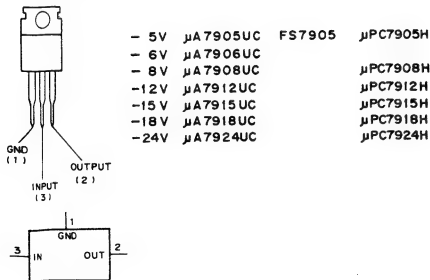 - 5V µA7905UC FS7905 µPC7905H
- 6V µA7906UC
- 8V µA7908UC µPC7908H
-12V µA7912UC µPC7912H
-15V µA7915UC µPC7915H
-18V µA7918UC µPC7918H
-24V µA7924UC µPC7924H
GND
(1)
OUTPUT
(2)
INPUT
(3)
1
GND
3 IN OUT 2